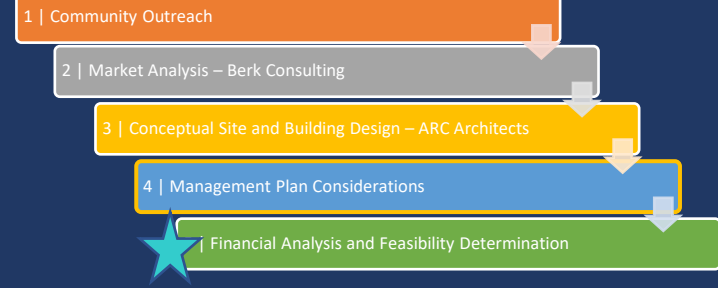 1 | Community Outreach
2 | Market Analysis – Berk Consulting
3 | Conceptual Site and Building Design – ARC Architects
4 | Management Plan Considerations
| Financial Analysis and Feasibility Determination